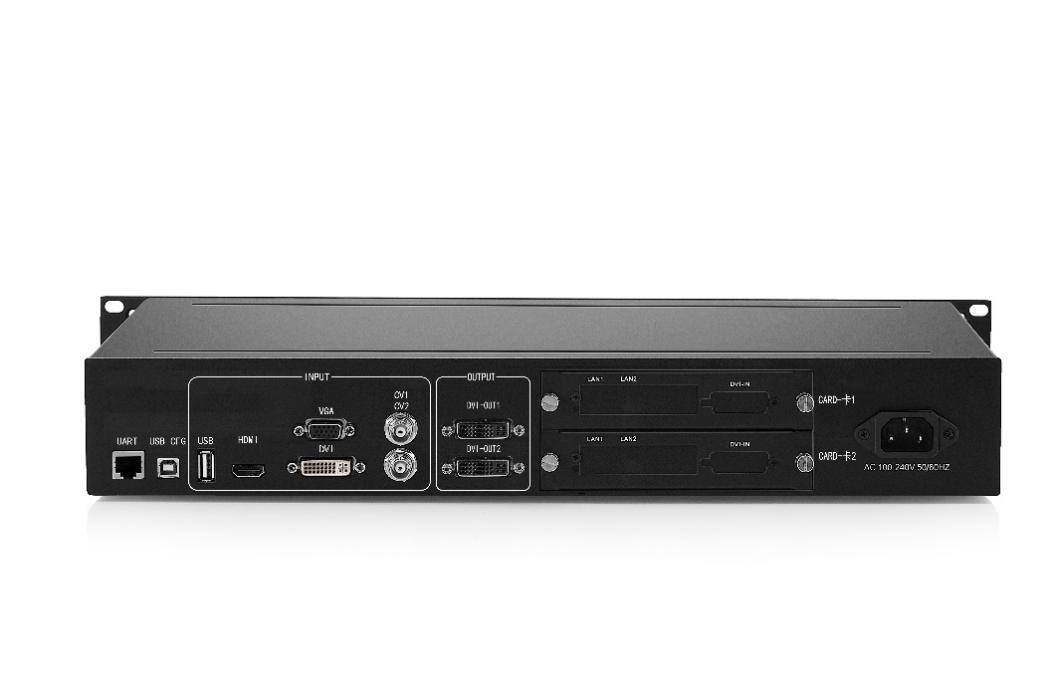 INPUT
OUTPUT
UART
USB CFG
USB
HDMI
VGA
DVI
CV1
CV2
DVI-OUT1
DVI-OUT2
LAN1 LAN2 DVI-IN
CARD-卡1
LAN1 LAN2 DVI-IN
CARD-卡2
AC 100-240V 50/60HZ